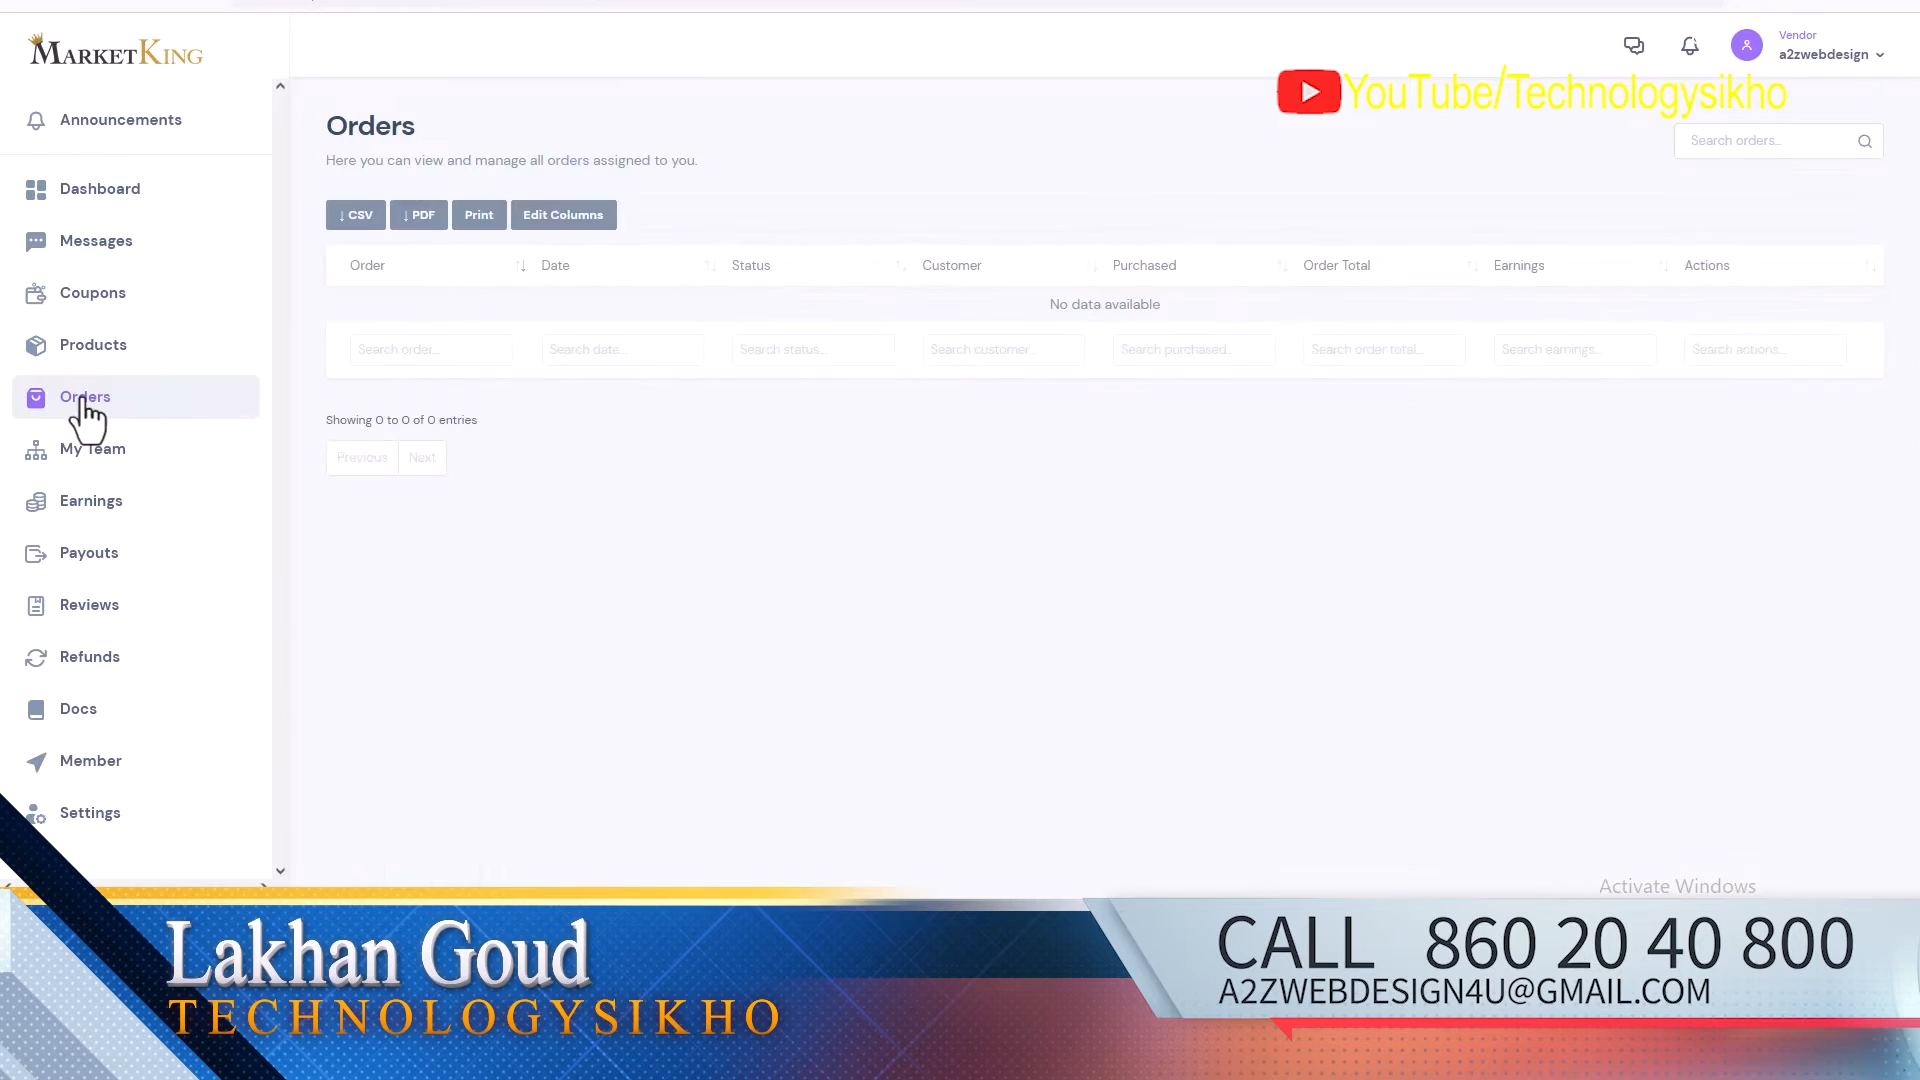 MARKETKING
Vendor
a2zwebdesign
YouTube/Technologysikho
Announcements
Dashboard
Messages
Coupons
Products
Orders
My Team
Earnings
Payouts
Reviews
Refunds
Docs
Member
Settings
Orders
Here you can view and manage all orders assigned to you.
Search orders...
↓ CSV ↓ PDF Print Edit Columns
Order Date Status Customer Purchased Order Total Earnings Actions
No data available
Search order... Search date... Search status... Search customer... Search purchased... Search order total... Search earnings... Search actions...
Showing 0 to 0 of 0 entries
Previous Next
Activate Windows
Lakhan Goud
TECHNOLOGYSIKHO
CALL 860 20 40 800
A2ZWEBDESIGN4U@GMAIL.COM